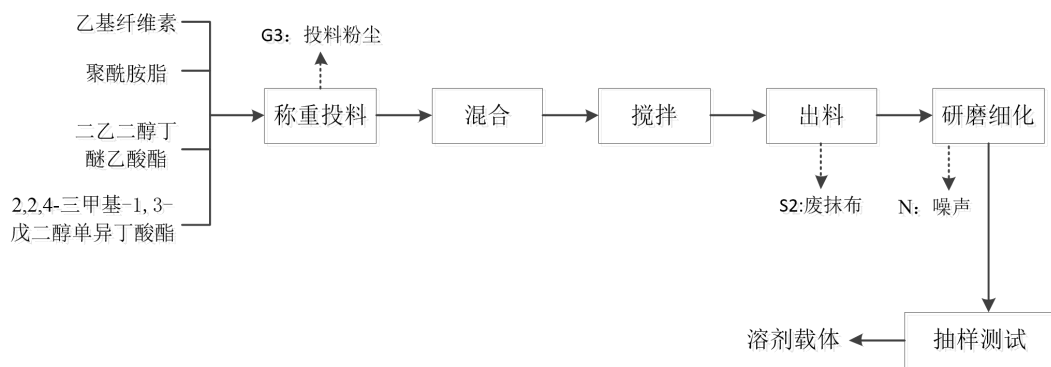 乙基纤维素
G3：投料粉尘
聚酰胺脂
称重投料
混合
搅拌
出料
研磨细化
二乙二醇丁
醚乙酸酯
2,2,4-三甲基-1,3-
戊二醇单异丁酸酯
S2:废抹布
N：噪声
溶剂载体
抽样测试